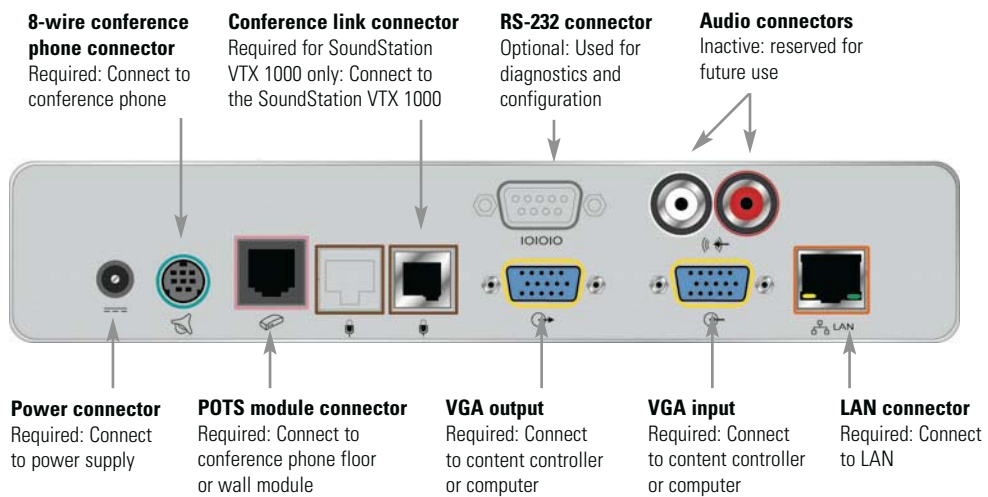 8-wire conference
phone connector
Required: Connect to
conference phone
Conference link connector
Required for SoundStation
VTX 1000 only: Connect to
the SoundStation VTX 1000
RS-232 connector
Optional: Used for
diagnostics and
configuration
Audio connectors
Inactive: reserved for
future use
IOIOIO
LAN
Power connector
Required: Connect
to power supply
POTS module connector
Required: Connect to
conference phone floor
or wall module
VGA output
Required: Connect
to content controller
or computer
VGA input
Required: Connect
to content controller
or computer
LAN connector
Required: Connect
to LAN